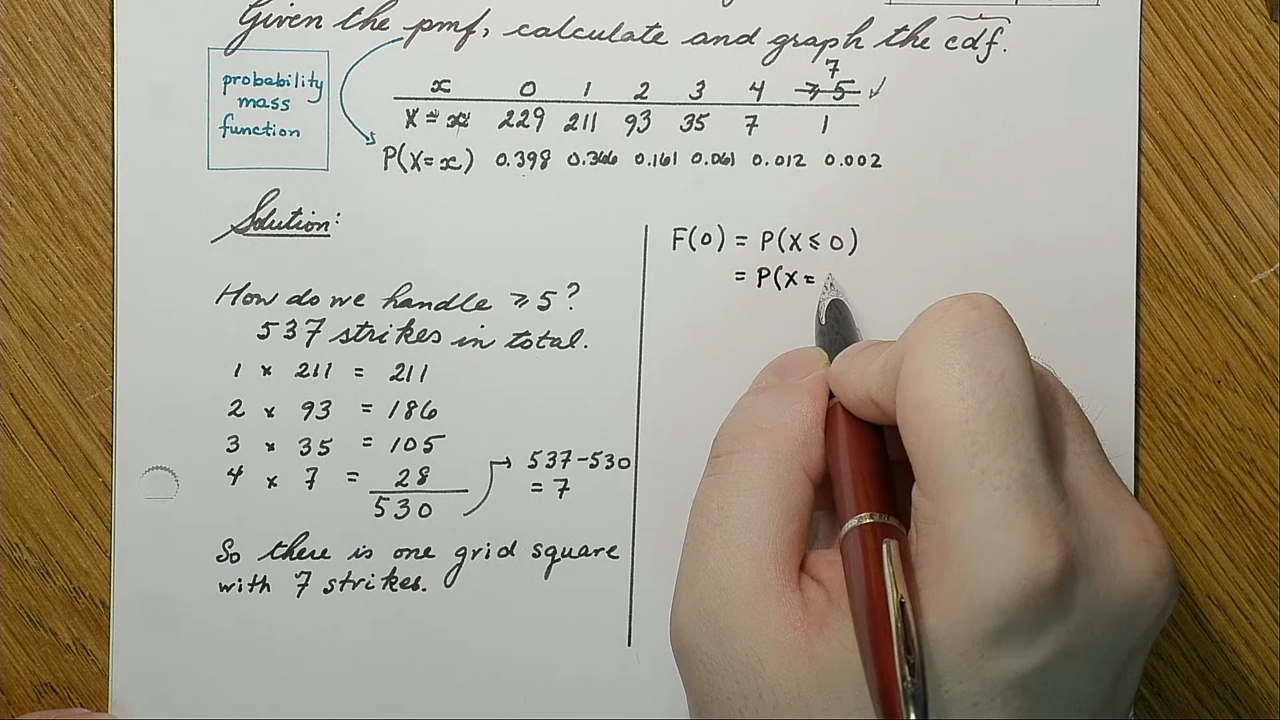 Given the pmf, calculate and graph the cdf.
probability
mass
function
7
x 0 1 2 3 4 ≥ 5 ✓
X = x 229 211 93 35 7 1
P(X=x) 0.398 0.366 0.161 0.061 0.012 0.002
Solution:
How do we handle ≥ 5?
537 strikes in total.
1 × 211 = 211
2 × 93 = 186
3 × 35 = 105
4 × 7 = 28
530
537-530
= 7
So there is one grid square
with 7 strikes.
F(0) = P(X ≤ 0)
= P(X =